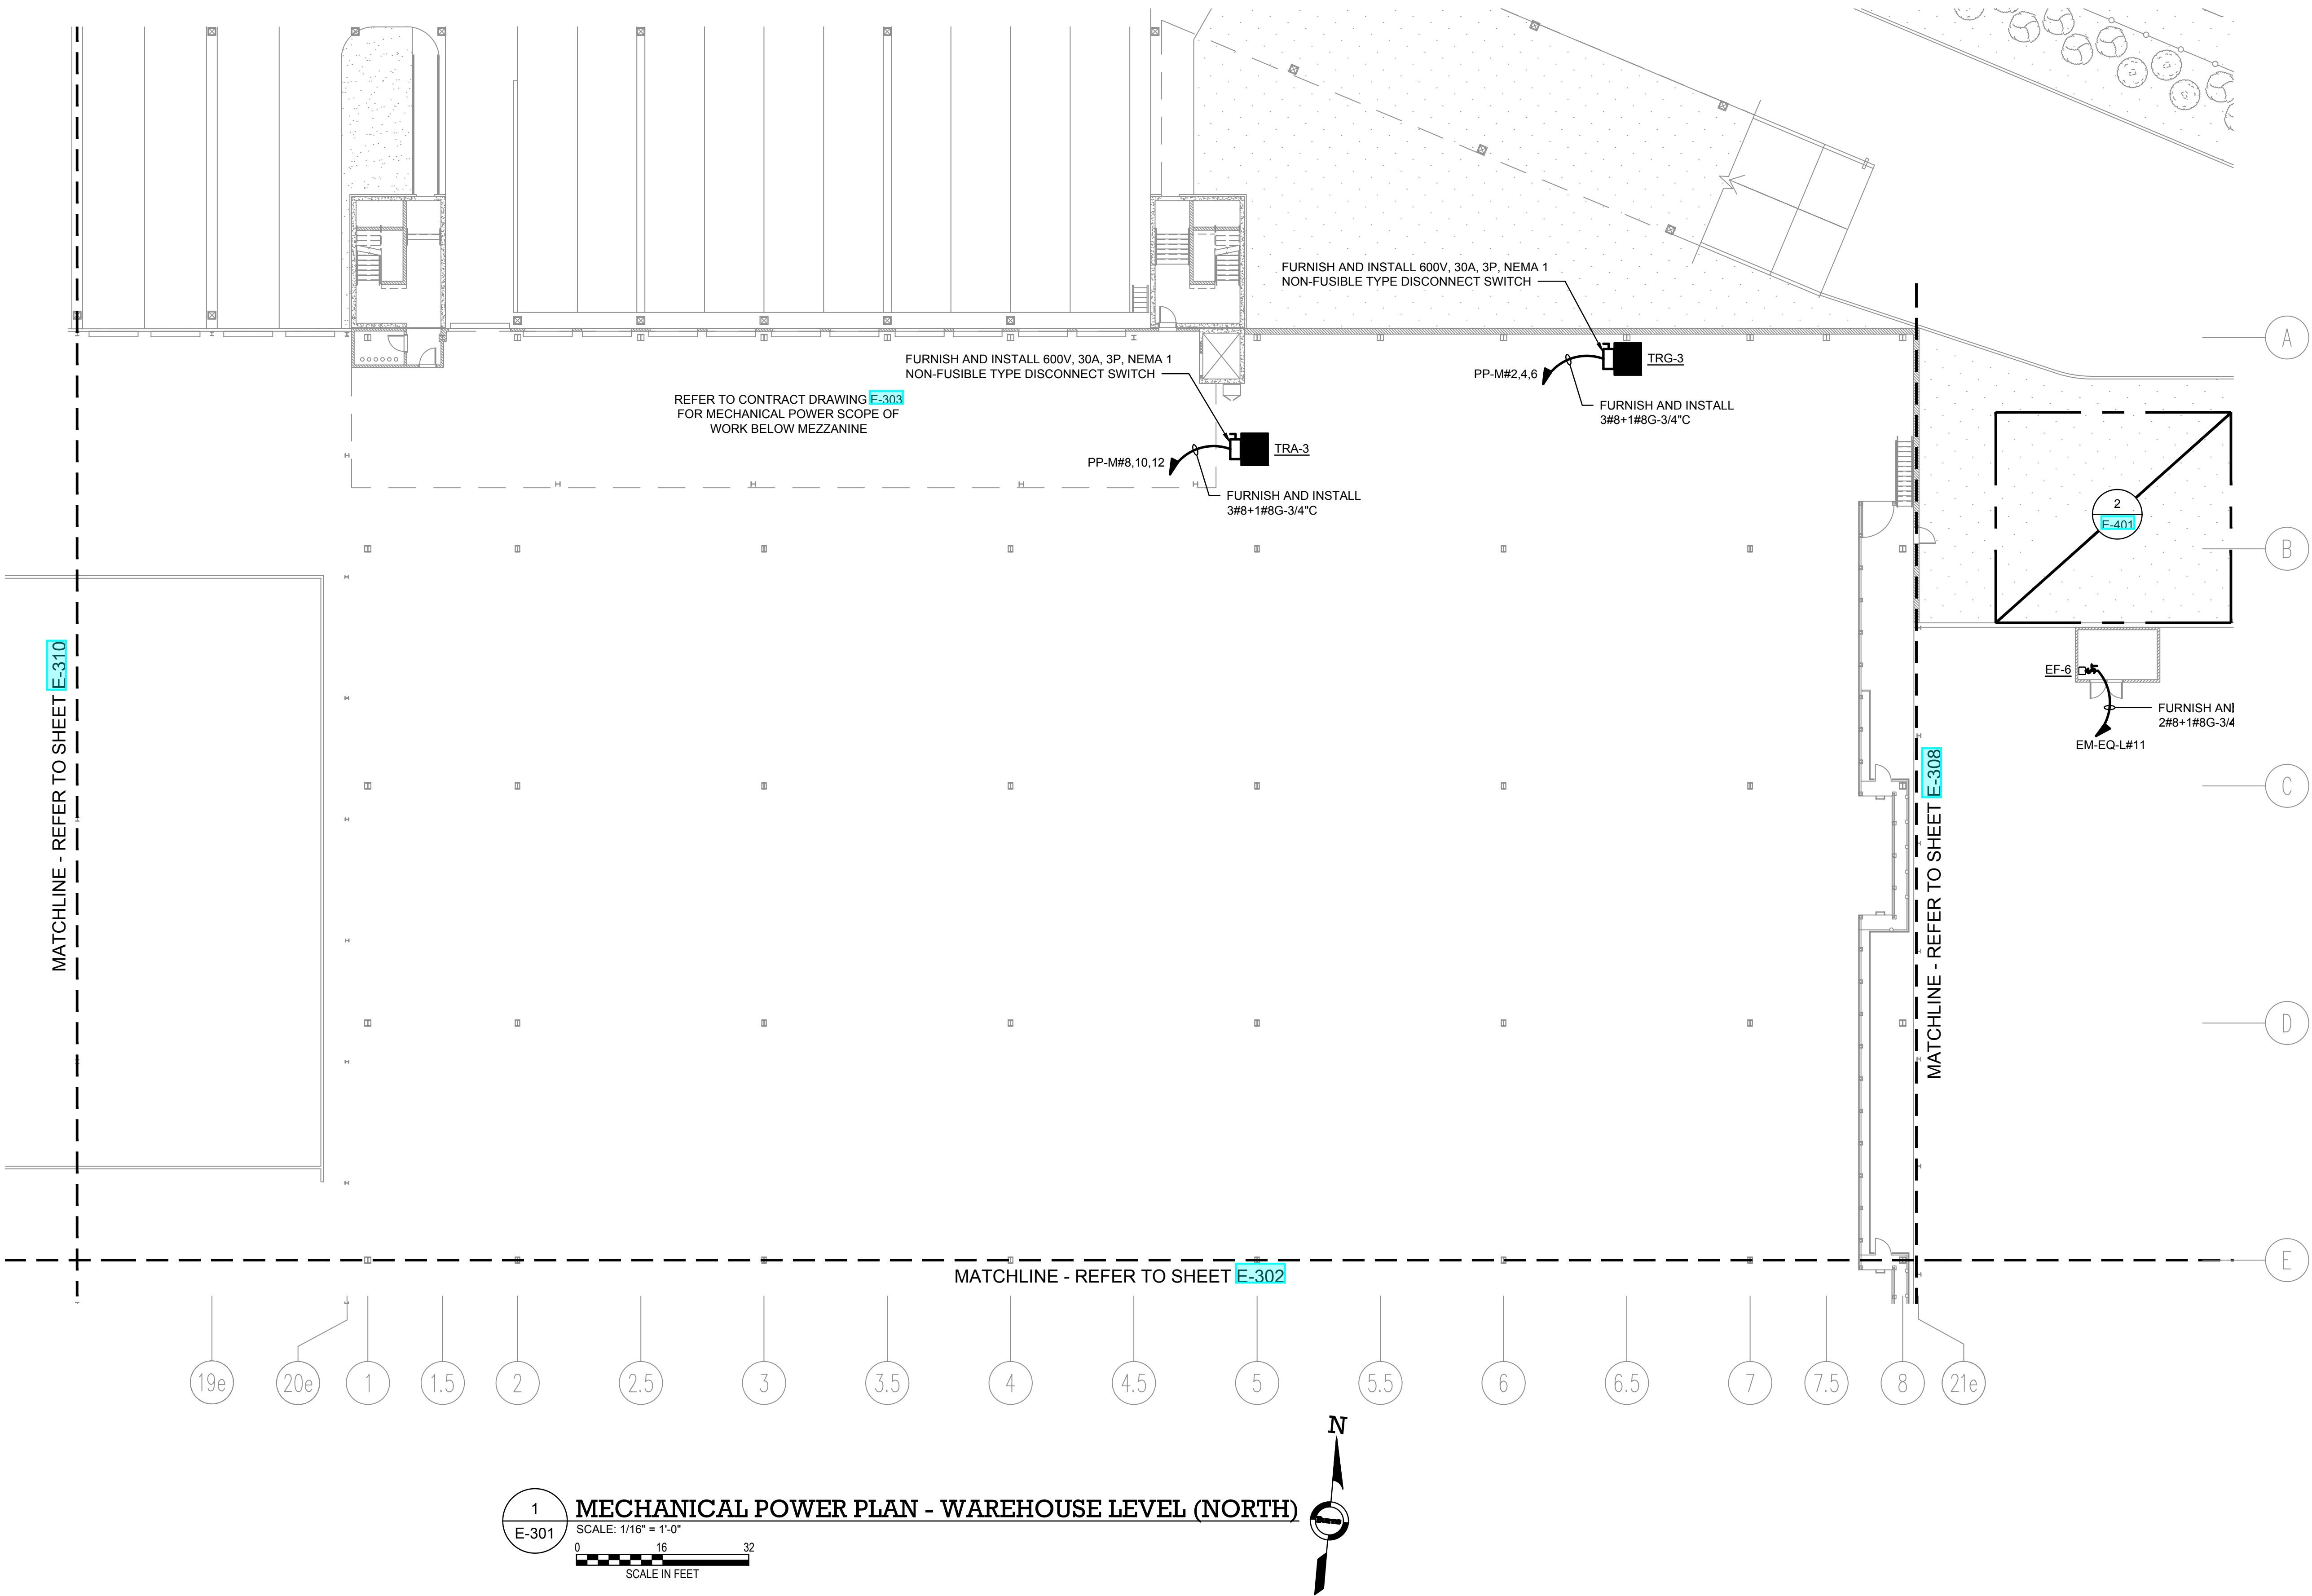 FURNISH AND INSTALL 600V, 30A, 3P, NEMA 1
NON-FUSIBLE TYPE DISCONNECT SWITCH
TRG-3
PP-M#2,4,6
FURNISH AND INSTALL
3#8+1#8G-3/4"C
FURNISH AND INSTALL 600V, 30A, 3P, NEMA 1
NON-FUSIBLE TYPE DISCONNECT SWITCH
REFER TO CONTRACT DRAWING E-303
FOR MECHANICAL POWER SCOPE OF
WORK BELOW MEZZANINE
TRA-3
PP-M#8,10,12
FURNISH AND INSTALL
3#8+1#8G-3/4"C
2
E-401
EF-6
FURNISH AN
2#8+1#8G-3/4
EM-EQ-L#11
MATCHLINE - REFER TO SHEET E-310
MATCHLINE - REFER TO SHEET E-308
MATCHLINE - REFER TO SHEET E-302
A
B
C
D
E
19e
20e
1
1.5
2
2.5
3
3.5
4
4.5
5
5.5
6
6.5
7
7.5
8
21e
N
Burns
1
E-301
MECHANICAL POWER PLAN - WAREHOUSE LEVEL (NORTH)
SCALE: 1/16" = 1'-0"
0 16 32
SCALE IN FEET